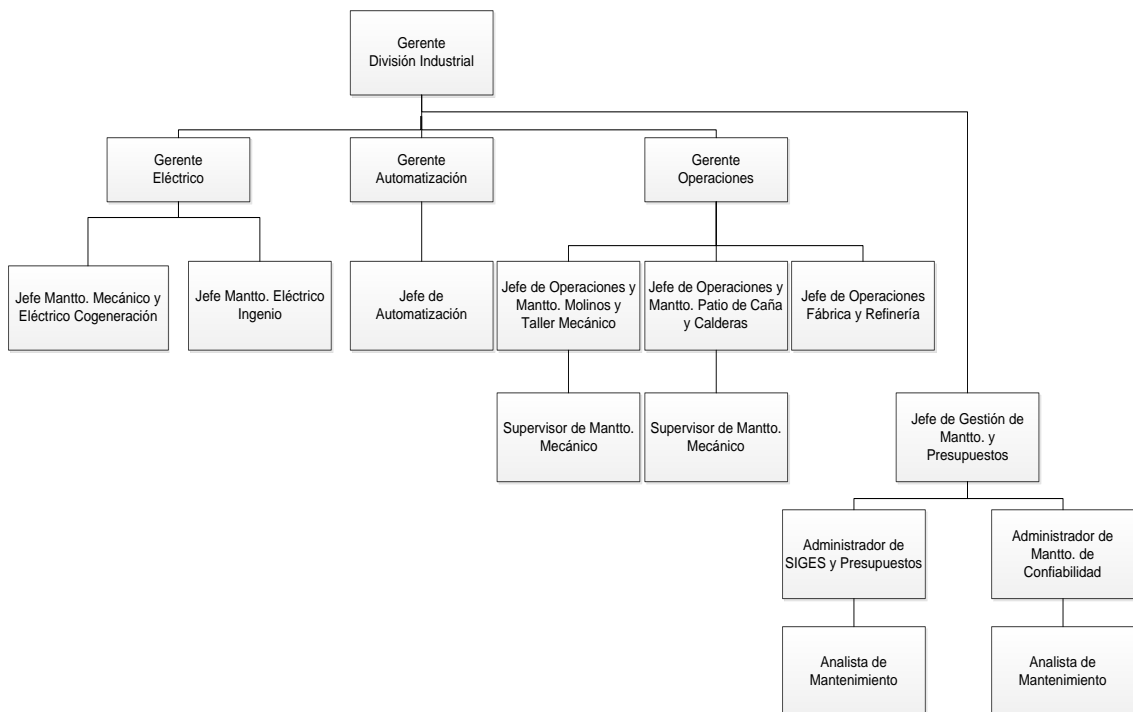 Gerente
División Industrial
Gerente
Eléctrico
Gerente
Automatización
Gerente
Operaciones
Jefe Mantto. Mecánico y
Eléctrico Cogeneración
Jefe Mantto. Eléctrico
Ingenio
Jefe de
Automatización
Jefe de Operaciones y
Mantto. Molinos y
Taller Mecánico
Jefe de Operaciones y
Mantto. Patio de Caña
y Calderas
Jefe de Operaciones
Fábrica y Refinería
Supervisor de Mantto.
Mecánico
Supervisor de Mantto.
Mecánico
Jefe de Gestión de
Mantto. y
Presupuestos
Administrador de
SIGES y Presupuestos
Administrador de
Mantto. de
Confiabilidad
Analista de
Mantenimiento
Analista de
Mantenimiento